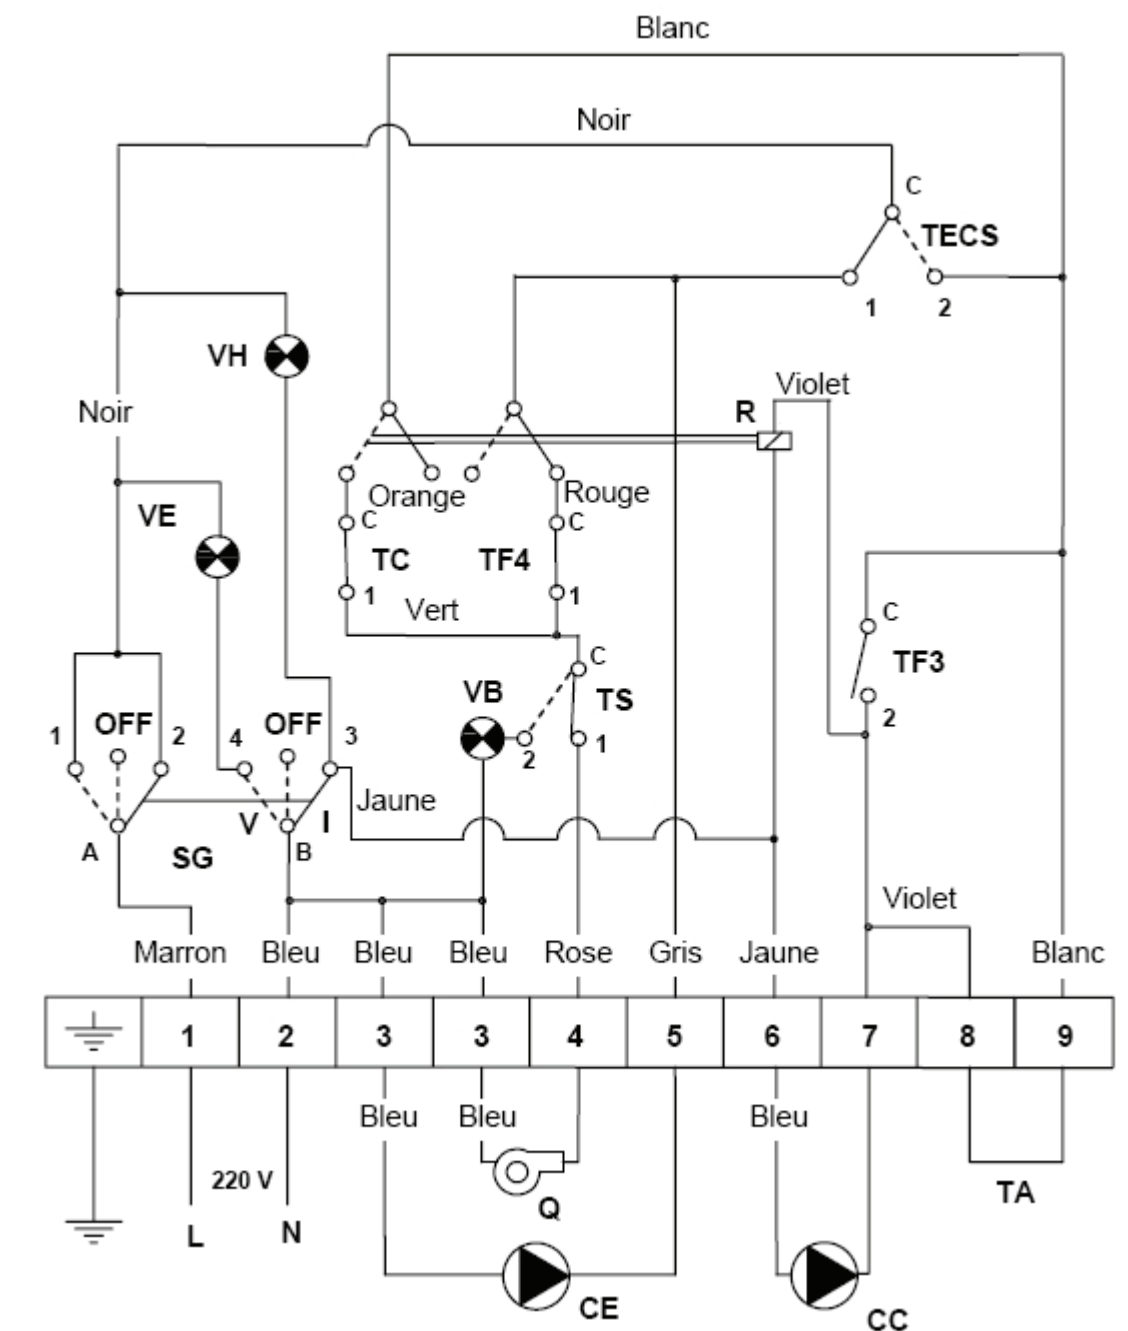 Blanc
Noir
C
TECS
1 2
VH
Violet
R
Noir
Orange Rouge
C C
VE
TC TF4
1 1
Vert
C
TF3
C
VB TS
2
OFF OFF
1 2 4 3
2 1
Jaune
V I
A SG B
Violet
Marron Bleu Bleu Bleu Rose Gris Jaune Blanc
1 2 3 3 4 5 6 7 8 9
Bleu Bleu Bleu
220 V
TA
L N
Q
CE
CC